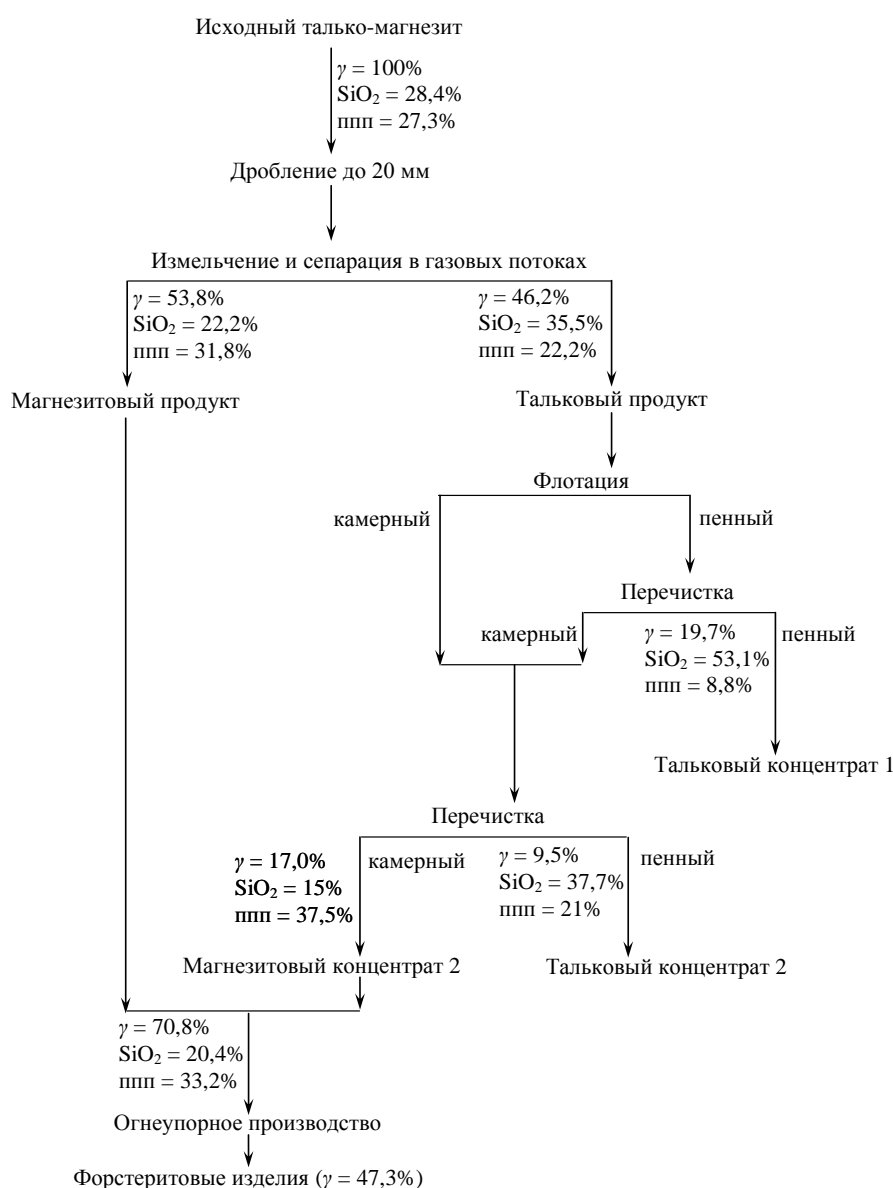 Исходный талько-магнезит
γ = 100%
SiO₂ = 28,4%
ппп = 27,3%
Дробление до 20 мм
Измельчение и сепарация в газовых потоках
γ = 53,8%
SiO₂ = 22,2%
ппп = 31,8%
γ = 46,2%
SiO₂ = 35,5%
ппп = 22,2%
Магнезитовый продукт
Тальковый продукт
Флотация
камерный
пенный
Перечистка
камерный
γ = 19,7%
SiO₂ = 53,1%
ппп = 8,8%
пенный
Тальковый концентрат 1
Перечистка
γ = 17,0%
SiO₂ = 15%
ппп = 37,5%
камерный
γ = 9,5%
SiO₂ = 37,7%
ппп = 21%
пенный
Магнезитовый концентрат 2
Тальковый концентрат 2
γ = 70,8%
SiO₂ = 20,4%
ппп = 33,2%
Огнеупорное производство
Форстеритовые изделия (γ = 47,3%)